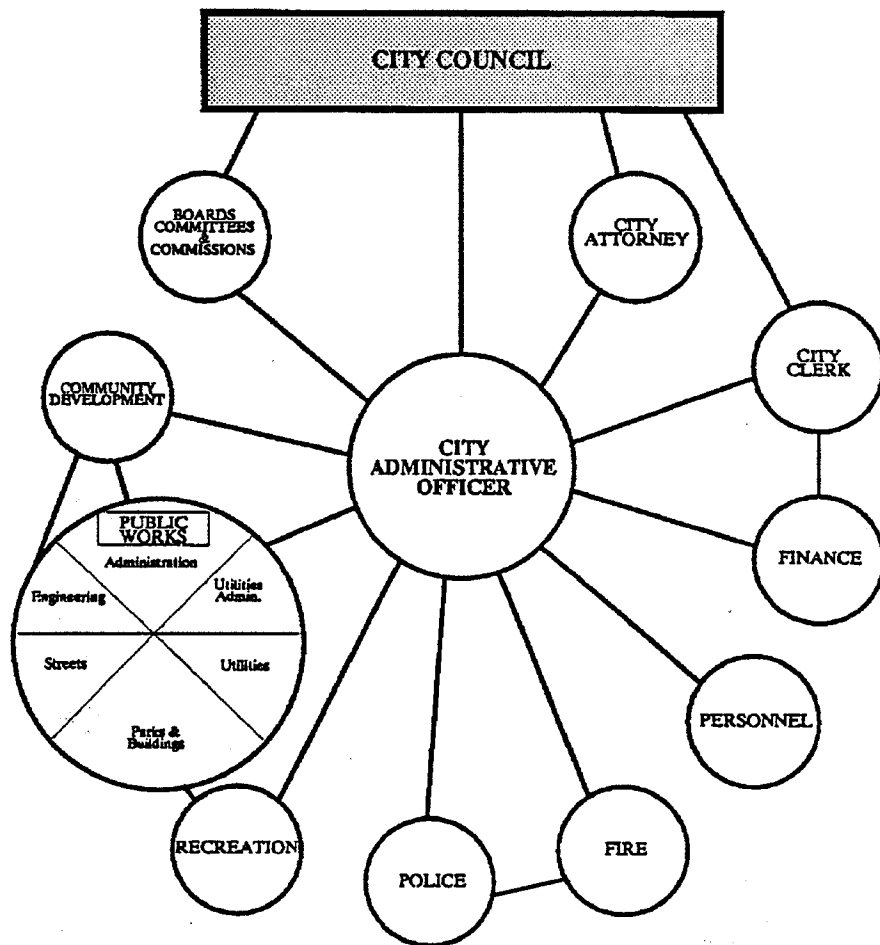 CITY COUNCIL
BOARDS
COMMITTEES
&
COMMISSIONS
CITY
ATTORNEY
CITY
CLERK
COMMUNITY
DEVELOPMENT
CITY
ADMINISTRATIVE
OFFICER
PUBLIC
WORKS
Administration
Engineering
Utilities
Admin.
Streets
Utilities
Parks &
Buildings
FINANCE
PERSONNEL
RECREATION
POLICE
FIRE